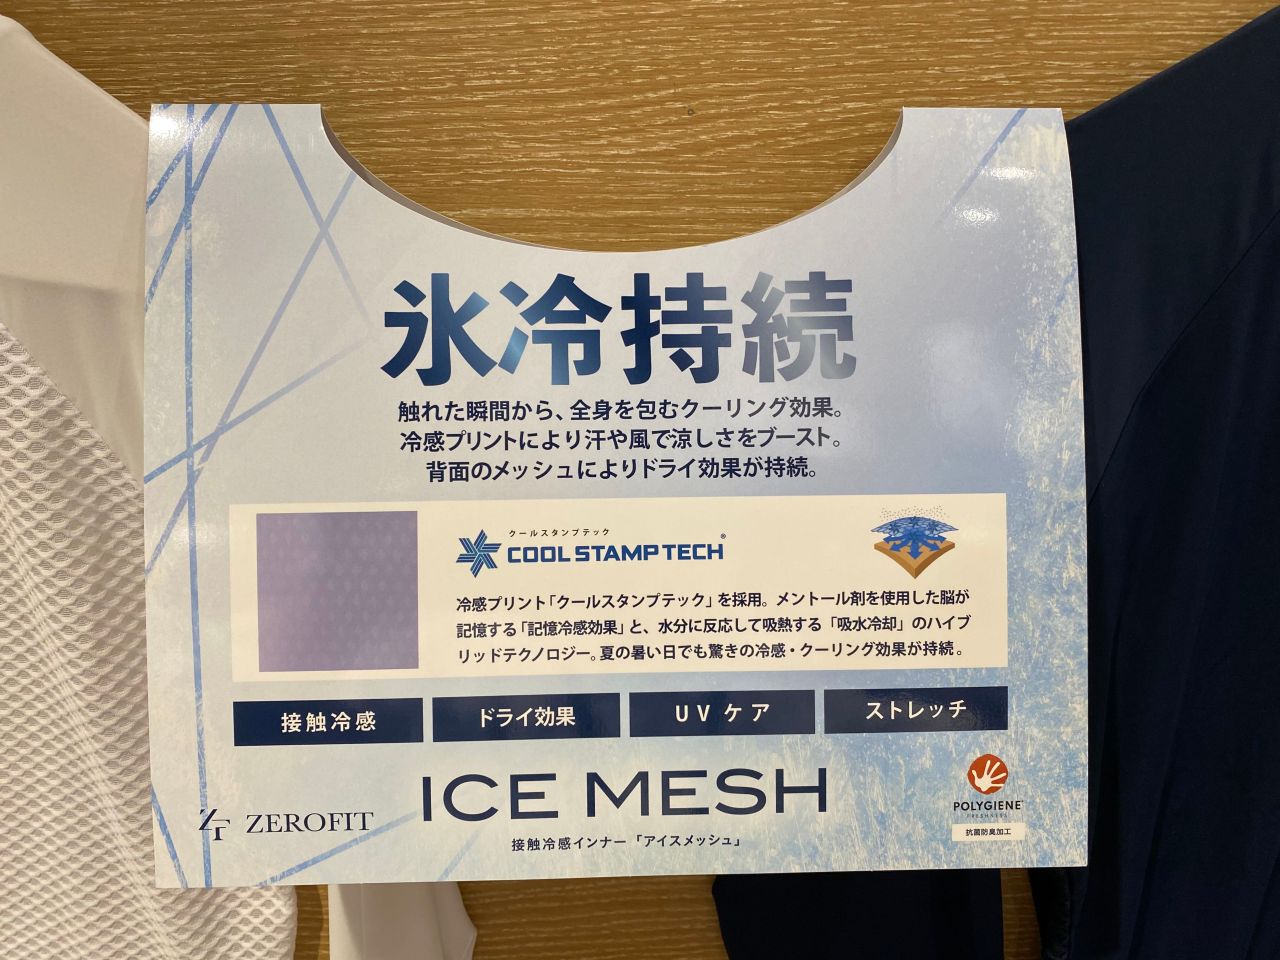 氷冷持続
触れた瞬間から、全身を包むクーリング効果。
冷感プリントにより汗や風で涼しさをブースト。
背面のメッシュによりドライ効果が持続。
クールスタンプテック
COOL STAMP TECH®
冷感プリント「クールスタンプテック」を採用。メントール剤を使用した脳が
記憶する「記憶冷感効果」と、水分に反応して吸熱する「吸水冷却」のハイブ
リッドテクノロジー。夏の暑い日でも驚きの冷感・クーリング効果が持続。
接触冷感
ドライ効果
UVケア
ストレッチ
ICE MESH
接触冷感インナー「アイスメッシュ」
ZF ZEROFIT
POLYGIENE
FRESHNESS
抗菌防臭加工